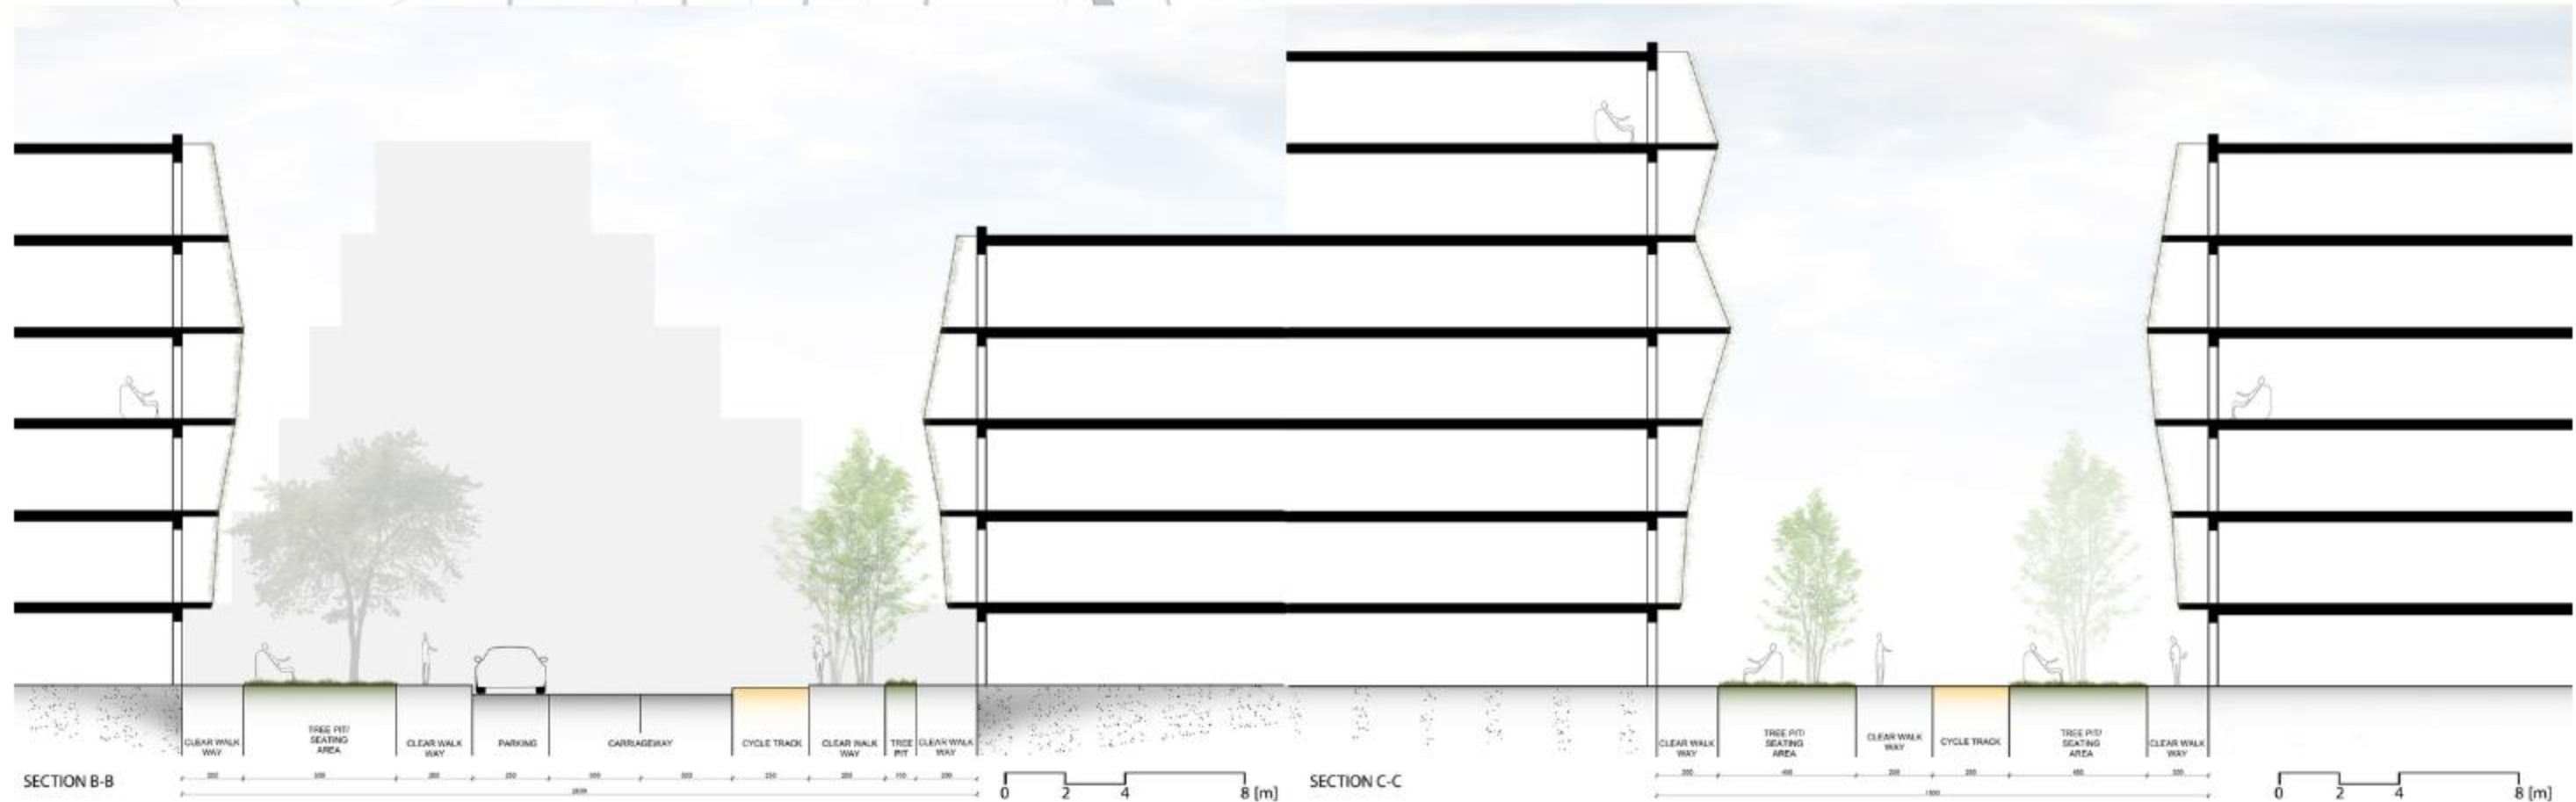 CLEAR WALK
WAY
TREE PIT/
SEATING
AREA
CLEAR WALK
WAY
PARKING
CARRIAGEWAY
CYCLE TRACK
CLEAR WALK
WAY
TREE
PIT
CLEAR WALK
WAY
SECTION B-B
0 2 4 8 [m]
CLEAR WALK
WAY
TREE PIT/
SEATING
AREA
CLEAR WALK
WAY
CYCLE TRACK
TREE PIT/
SEATING
AREA
CLEAR WALK
WAY
SECTION C-C
0 2 4 8 [m]